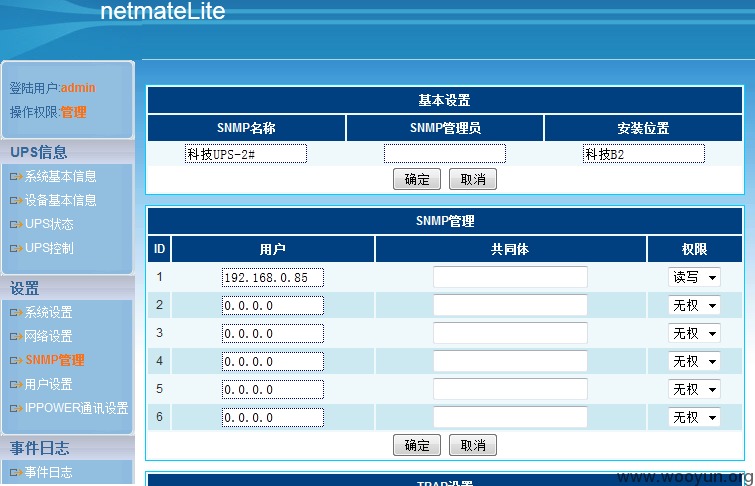 netmateLite
登陆用户:admin
操作权限:管理
UPS信息
系统基本信息
设备基本信息
UPS状态
UPS控制
设置
系统设置
网络设置
SNMP管理
用户设置
IPPOWER通讯设置
事件日志
事件日志
基本设置
SNMP名称 SNMP管理员 安装位置
科技UPS-2# 科技B2
确定 取消
SNMP管理
ID 用户 共同体 权限
1 192.168.0.85 读写
2 0.0.0.0 无权
3 0.0.0.0 无权
4 0.0.0.0 无权
5 0.0.0.0 无权
6 0.0.0.0 无权
确定 取消
TRAP设置
www.wooyun.org